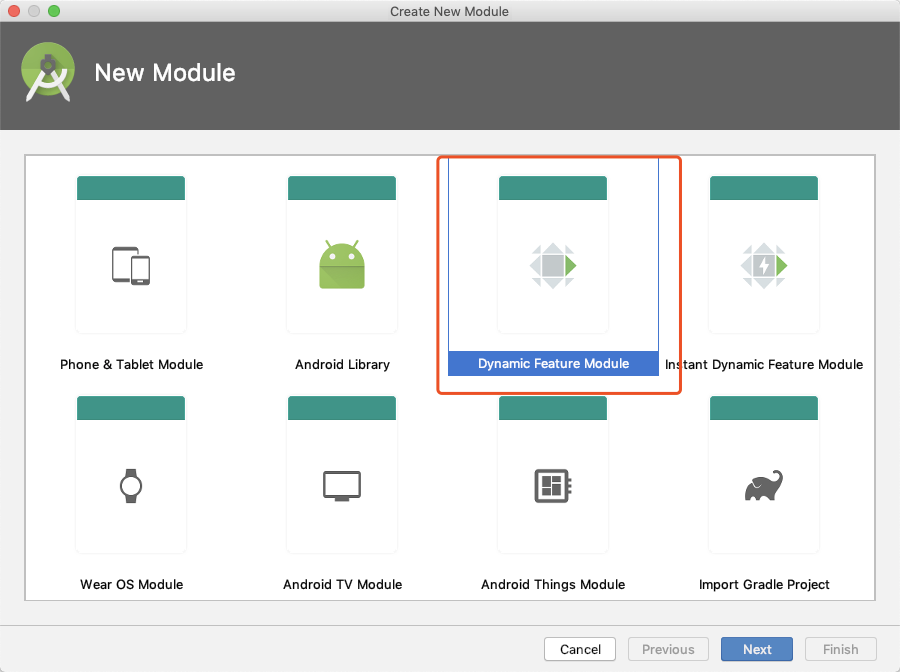 Create New Module
New Module
Phone & Tablet Module
Android Library
Dynamic Feature Module
Instant Dynamic Feature Module
Wear OS Module
Android TV Module
Android Things Module
Import Gradle Project
Cancel
Previous
Next
Finish